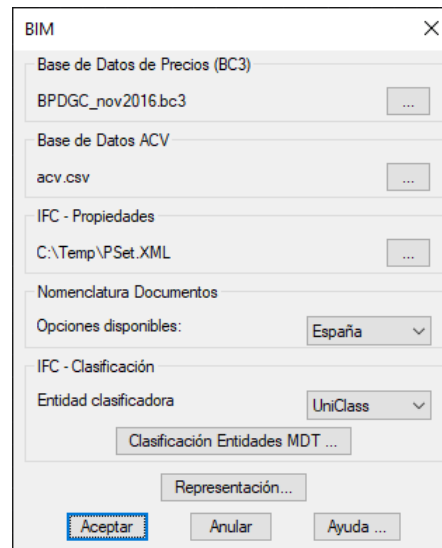 BIM
Base de Datos de Precios (BC3)
BPDGC_nov2016.bc3 ...
Base de Datos ACV
acv.csv ...
IFC - Propiedades
C:\Temp\PSet.XML ...
Nomenclatura Documentos
Opciones disponibles: España
IFC - Clasificación
Entidad clasificadora UniClass
Clasificación Entidades MDT ...
Representación...
Aceptar Anular Ayuda ...